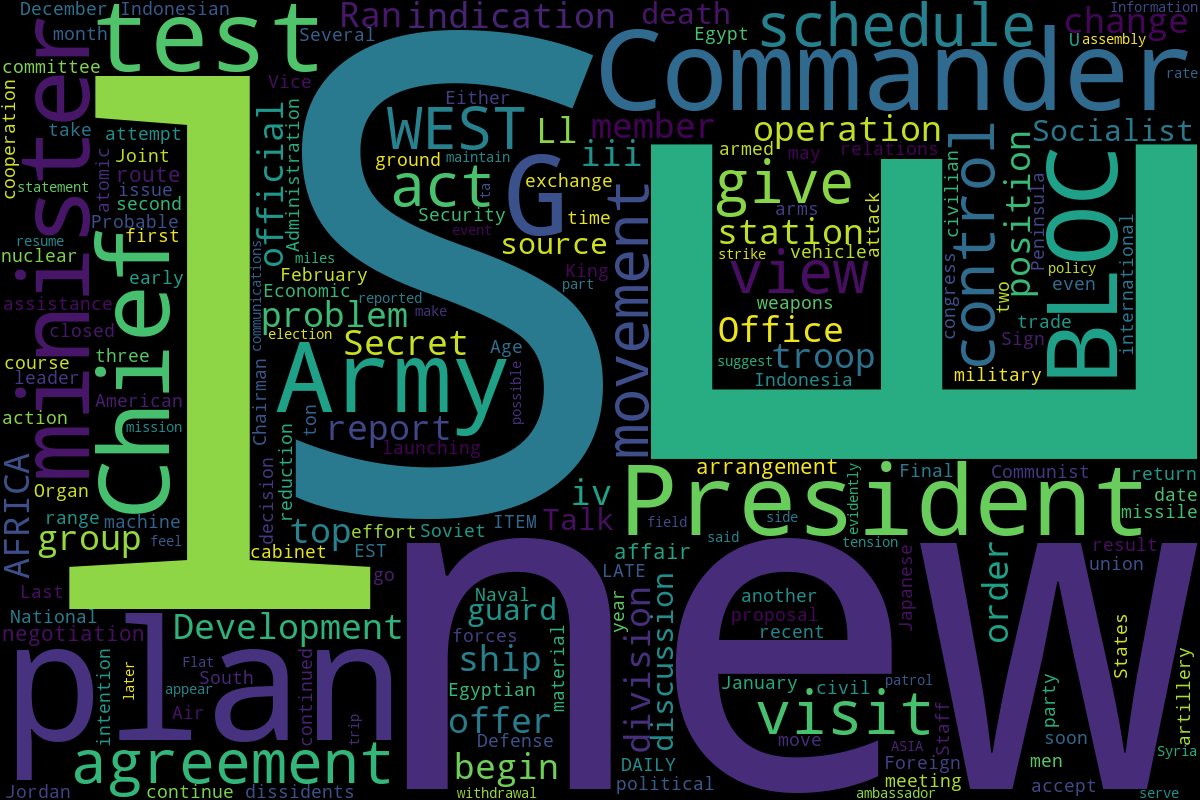 December
Indonesian
month
committee
test
Several
Ran
indication
death
Egypt
schedule
change
Information
U
assembly
rate
Commander
minister
cooperation
take
statement
resume
nuclear
assistance
closed
course
leader
action
atomic
attempt
Joint
route
issue
second
Probable
first
early
three
American
mission
Chief
l
Vice
official
Administration
communications
miles
February
Economic
reported
make
problem
election
Secret
Army
Age
possible
report
launching
ton
Chairman
reduction
decision
S
Either
WEST
Ll
ground
maintain
act
ta
Security
event
G
exchange
time
source
iii
member
King
part
movement
operation
armed
may
relations
give
arms
station
strike
vehicle
attack
view
weapons
Office
suggest
troop
Indonesia
military
civilian
congress
control
two
position
Peninsula
Socialist
policy
even
trade
Sign
international
BLOC
AFRICA
Organ
range
machine
group
feel
cabinet
top
effort
Soviet
EST
iv
ITEM
Talk
go
Last
arrangement
President
field
said
side
evidently
tension
Final
Communist
return
date
missile
National
negotiation
Development
plan
intention
later
Flat
South
appear
Air
continued
trip
agreement
Jordan
continue
dissidents
new
Naval
guard
forces
ship
Egyptian
material
offer
Defense
begin
withdrawal
affair
LATE
year
division
discussion
DAILY
political
another
proposal
recent
January
civil
visit
move
patrol
Japanese
Staff
ASIA
Foreign
meeting
ambassador
order
result
union
States
party
soon
men
accept
artillery
Syria
serve